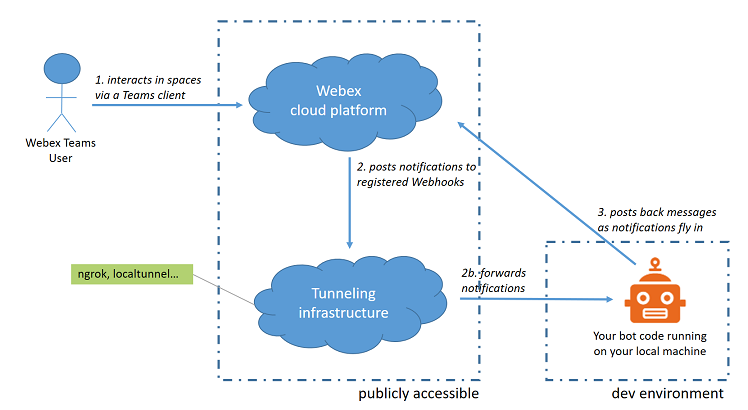 1. interacts in spaces
via a Teams client
Webex
cloud platform
Webex Teams
User
2. posts notifications to
registered Webhooks
3. posts back messages
as notifications fly in
ngrok, localtunnel...
Tunneling
infrastructure
2b. forwards
notifications
Your bot code running
on your local machine
publicly accessible
dev environment